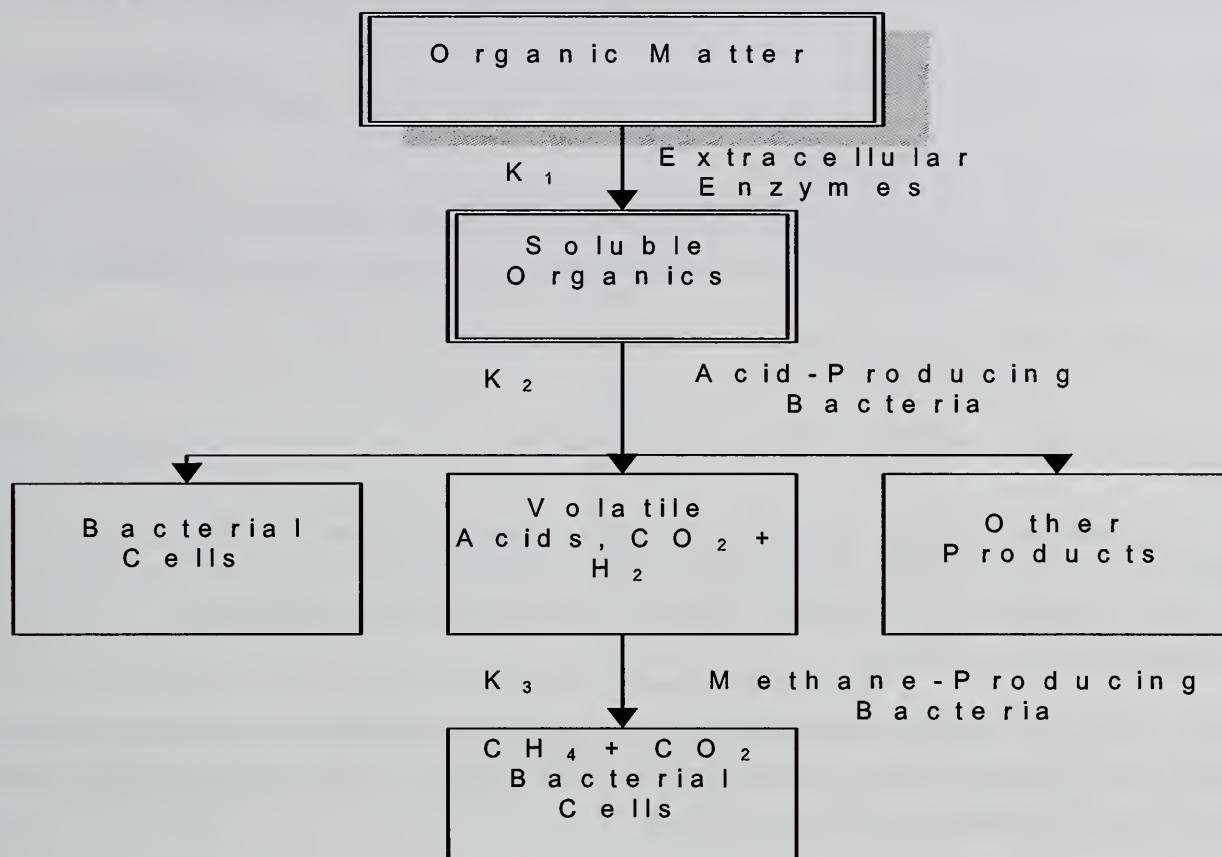 Organic Matter
K₁
Extracellular
Enzymes
Soluble
Organics
K₂
Acid-Producing
Bacteria
Bacterial
Cells
Volatile
Acids, CO₂ +
H₂
Other
Products
K₃
Methane-Producing
Bacteria
CH₄ + CO₂
Bacterial
Cells